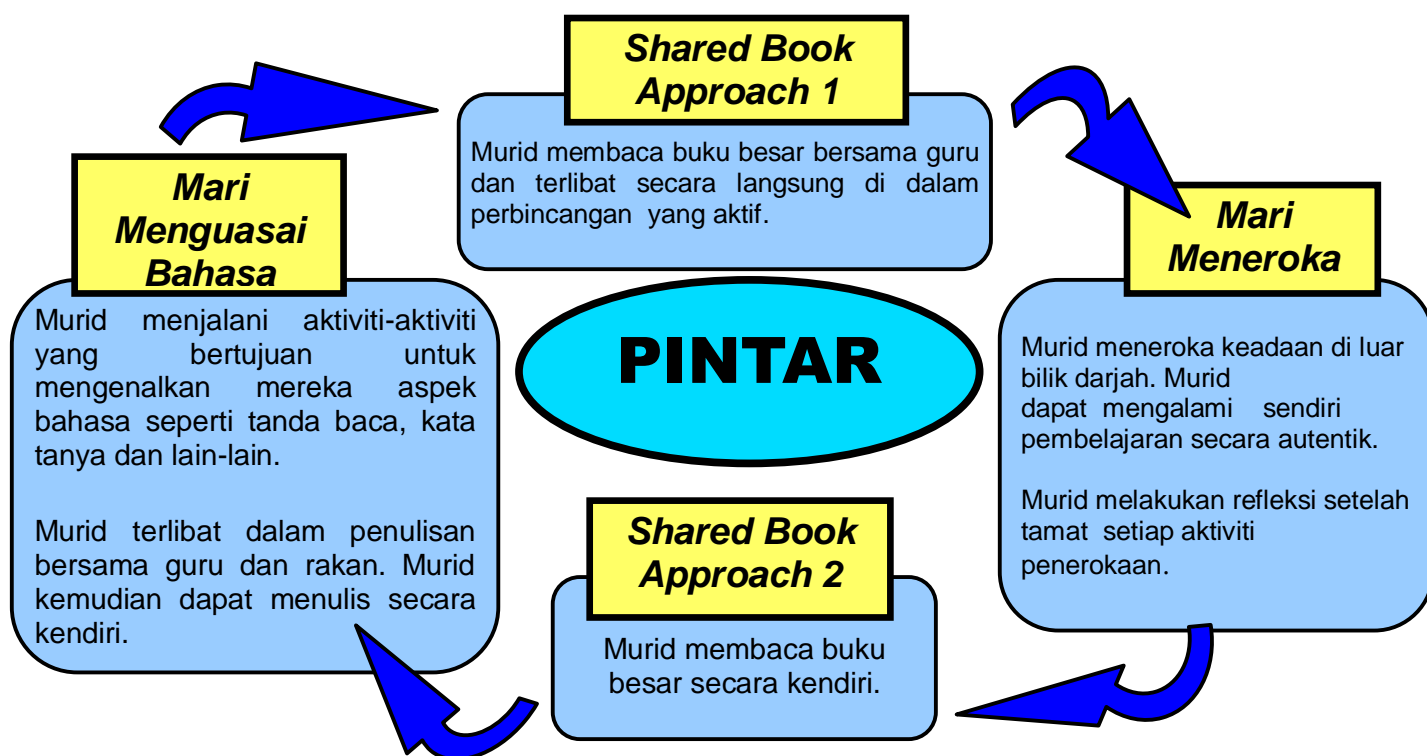 Shared Book
Approach 1
Murid membaca buku besar bersama guru
dan terlibat secara langsung di dalam
perbincangan yang aktif.
Mari
Meneroka
Murid meneroka keadaan di luar
bilik darjah. Murid
dapat mengalami sendiri
pembelajaran secara autentik.
Murid melakukan refleksi setelah
tamat setiap aktiviti
penerokaan.
Shared Book
Approach 2
Murid membaca buku
besar secara kendiri.
Mari
Menguasai
Bahasa
Murid menjalani aktiviti-aktiviti
yang bertujuan untuk
mengenalkan mereka aspek
bahasa seperti tanda baca, kata
tanya dan lain-lain.
Murid terlibat dalam penulisan
bersama guru dan rakan. Murid
kemudian dapat menulis secara
kendiri.
PINTAR